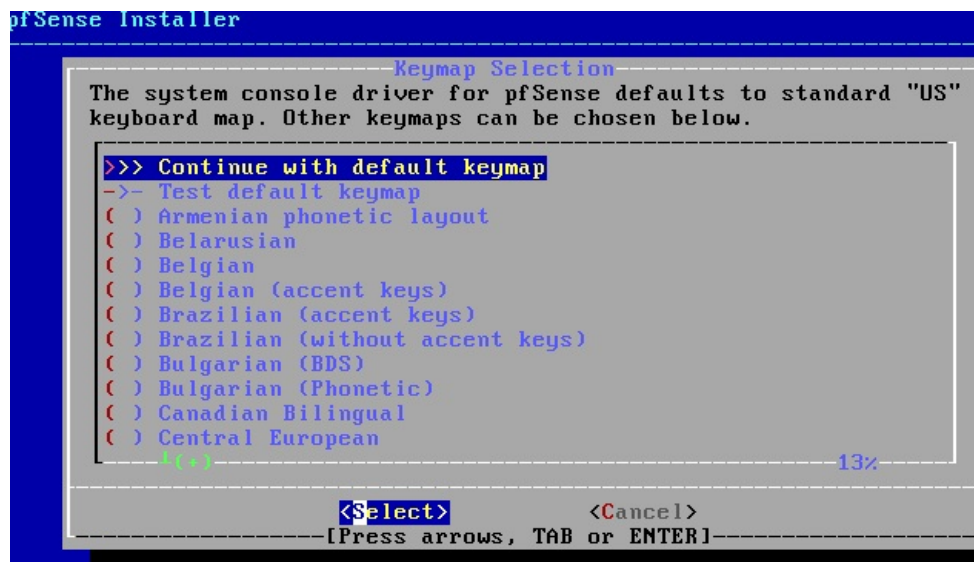 pfSense Installer
Keymap Selection
The system console driver for pfSense defaults to standard "US"
keyboard map. Other keymaps can be chosen below.
>>> Continue with default keymap
->- Test default keymap
( ) Armenian phonetic layout
( ) Belarusian
( ) Belgian
( ) Belgian (accent keys)
( ) Brazilian (accent keys)
( ) Brazilian (without accent keys)
( ) Bulgarian (BDS)
( ) Bulgarian (Phonetic)
( ) Canadian Bilingual
( ) Central European
(+) 13%
<Select> <Cancel>
[Press arrows, TAB or ENTER]